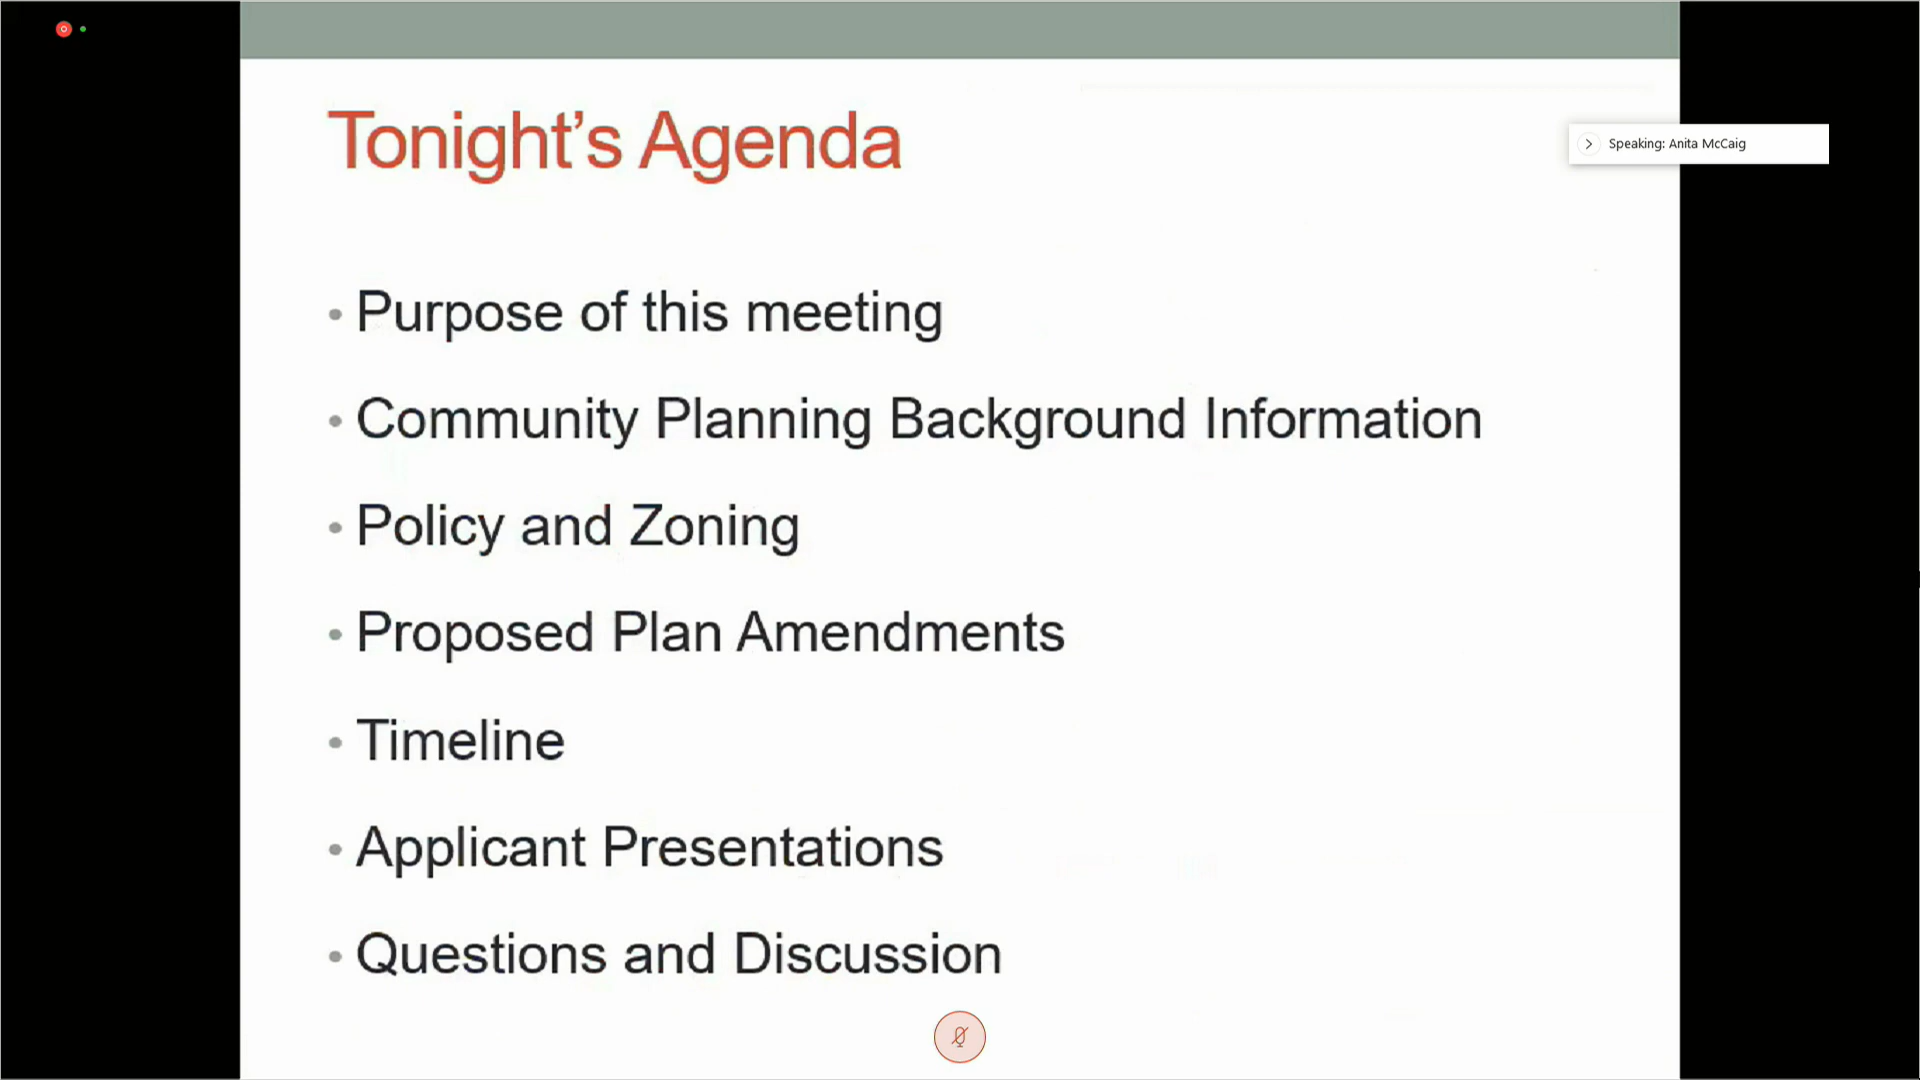 Tonight’s Agenda
Speaking: Anita McCaig
• Purpose of this meeting
• Community Planning Background Information
• Policy and Zoning
• Proposed Plan Amendments
• Timeline
• Applicant Presentations
• Questions and Discussion